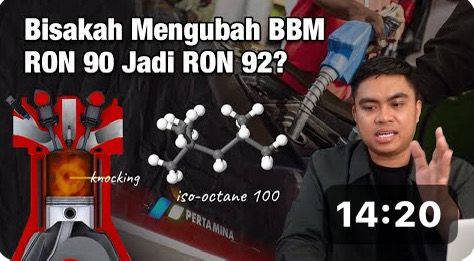 Bisakah Mengubah BBM
RON 90 Jadi RON 92?
knocking
iso-octane 100
PERTAMINA
14:20